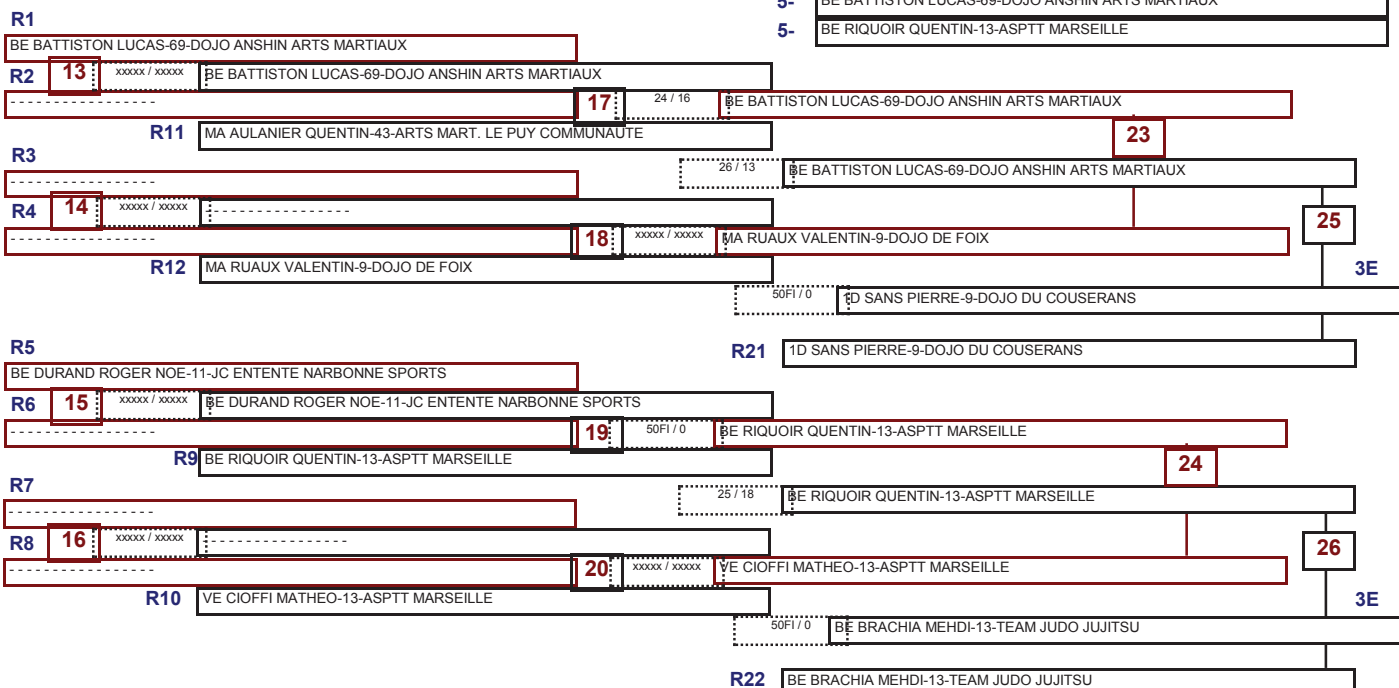 5- BE BATTISTON LUCAS-69-DOJO ANSHIN ARTS MARTIAUX
R1
5- BE RIQUOIR QUENTIN-13-ASPTT MARSEILLE
BE BATTISTON LUCAS-69-DOJO ANSHIN ARTS MARTIAUX
R2 13 xxxxx / xxxxx BE BATTISTON LUCAS-69-DOJO ANSHIN ARTS MARTIAUX
- - - - - - - - - - - - - - - - 17 24 / 16 BE BATTISTON LUCAS-69-DOJO ANSHIN ARTS MARTIAUX
R11 MA AULANIER QUENTIN-43-ARTS MART. LE PUY COMMUNAUTE 23
R3
26 / 13 BE BATTISTON LUCAS-69-DOJO ANSHIN ARTS MARTIAUX
- - - - - - - - - - - - - - - -
R4 14 xxxxx / xxxxx - - - - - - - - - - - - - - - - 25
- - - - - - - - - - - - - - - - 18 xxxxx / xxxxx MA RUAUX VALENTIN-9-DOJO DE FOIX
R12 MA RUAUX VALENTIN-9-DOJO DE FOIX 3E
50FI / 0 1D SANS PIERRE-9-DOJO DU COUSERANS
R5
R21 1D SANS PIERRE-9-DOJO DU COUSERANS
BE DURAND ROGER NOE-11-JC ENTENTE NARBONNE SPORTS
R6 15 xxxxx / xxxxx BE DURAND ROGER NOE-11-JC ENTENTE NARBONNE SPORTS
- - - - - - - - - - - - - - - - 19 50FI / 0 BE RIQUOIR QUENTIN-13-ASPTT MARSEILLE
R9 BE RIQUOIR QUENTIN-13-ASPTT MARSEILLE 24
R7
25 / 18 BE RIQUOIR QUENTIN-13-ASPTT MARSEILLE
- - - - - - - - - - - - - - - -
R8 16 xxxxx / xxxxx - - - - - - - - - - - - - - - - 26
- - - - - - - - - - - - - - - - 20 xxxxx / xxxxx VE CIOFFI MATHEO-13-ASPTT MARSEILLE
R10 VE CIOFFI MATHEO-13-ASPTT MARSEILLE 3E
50FI / 0 BE BRACHIA MEHDI-13-TEAM JUDO JUJITSU
R22 BE BRACHIA MEHDI-13-TEAM JUDO JUJITSU